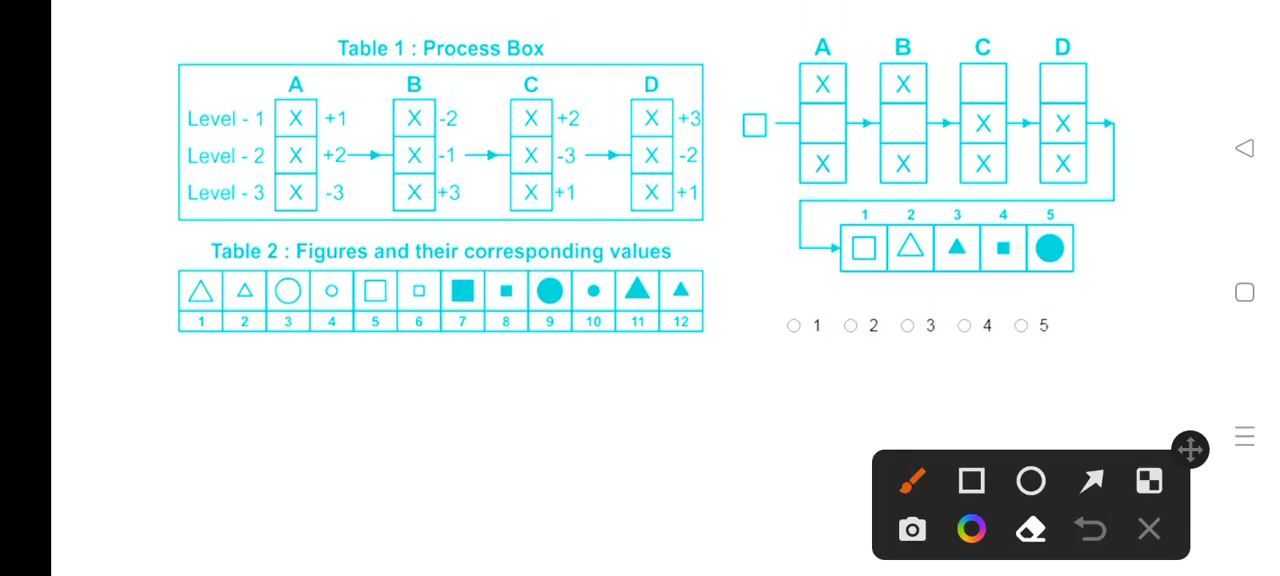 Table 1 : Process Box
A B C D
Level - 1 X +1 X -2 X +2 X +3
Level - 2 X +2 X -1 X -3 X -2
Level - 3 X -3 X +3 X +1 X +1
Table 2 : Figures and their corresponding values
1 2 3 4 5 6 7 8 9 10 11 12
A B C D
X X
X X
X X X X
1 2 3 4 5
1 2 3 4 5